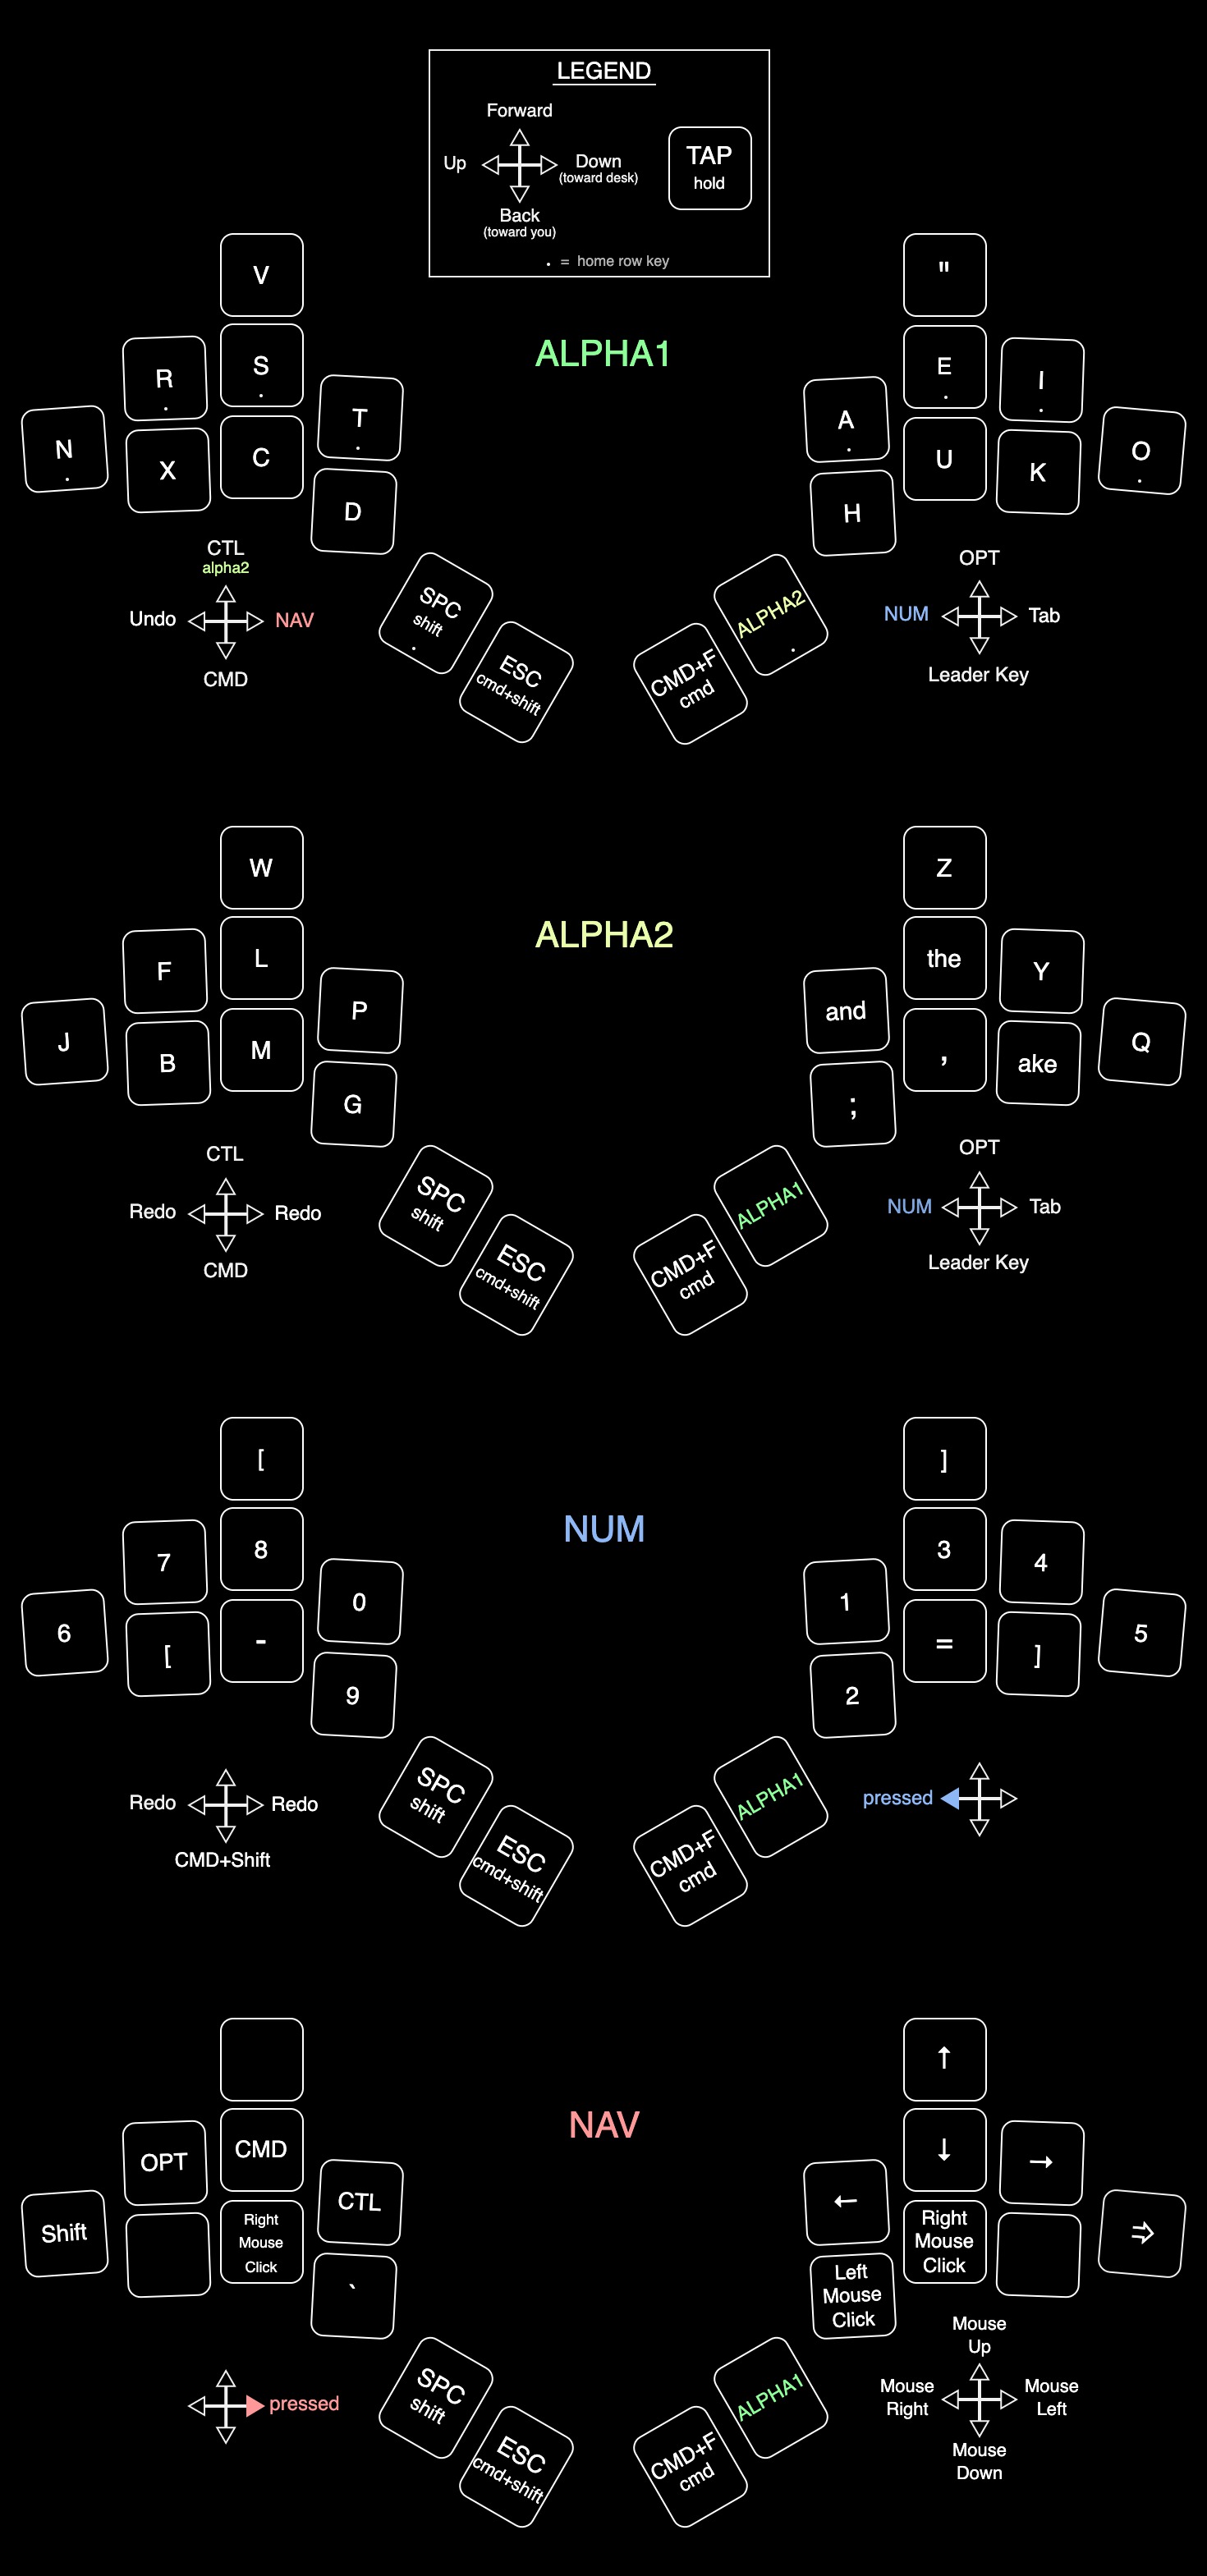 LEGEND
Forward
Up
Down
(toward desk)
Back
(toward you)
TAP
hold
. = home row key
ALPHA1
V
R
S
T
N
X
C
D
CTL
alpha2
Undo
NAV
CMD
SPC
shift
ESC
cmd+shift
"
A
E
I
O
H
U
K
OPT
NUM
Tab
Leader Key
ALPHA2
CMD+F
cmd
ALPHA2
W
F
L
P
J
B
M
G
CTL
Redo
Redo
CMD
SPC
shift
ESC
cmd+shift
Z
and
the
Y
Q
;
,
ake
OPT
NUM
Tab
Leader Key
ALPHA1
CMD+F
cmd
NUM
[
7
8
0
6
[
-
9
Redo
Redo
CMD+Shift
SPC
shift
ESC
cmd+shift
]
1
3
4
5
2
=
]
pressed
ALPHA1
CMD+F
cmd
NAV
OPT
CMD
CTL
Shift
Right
Mouse
Click
`
pressed
SPC
shift
ESC
cmd+shift
↑
←
↓
→
⇒
Left
Mouse
Click
Right
Mouse
Click
Mouse
Up
Mouse
Right
Mouse
Left
Mouse
Down
ALPHA1
CMD+F
cmd